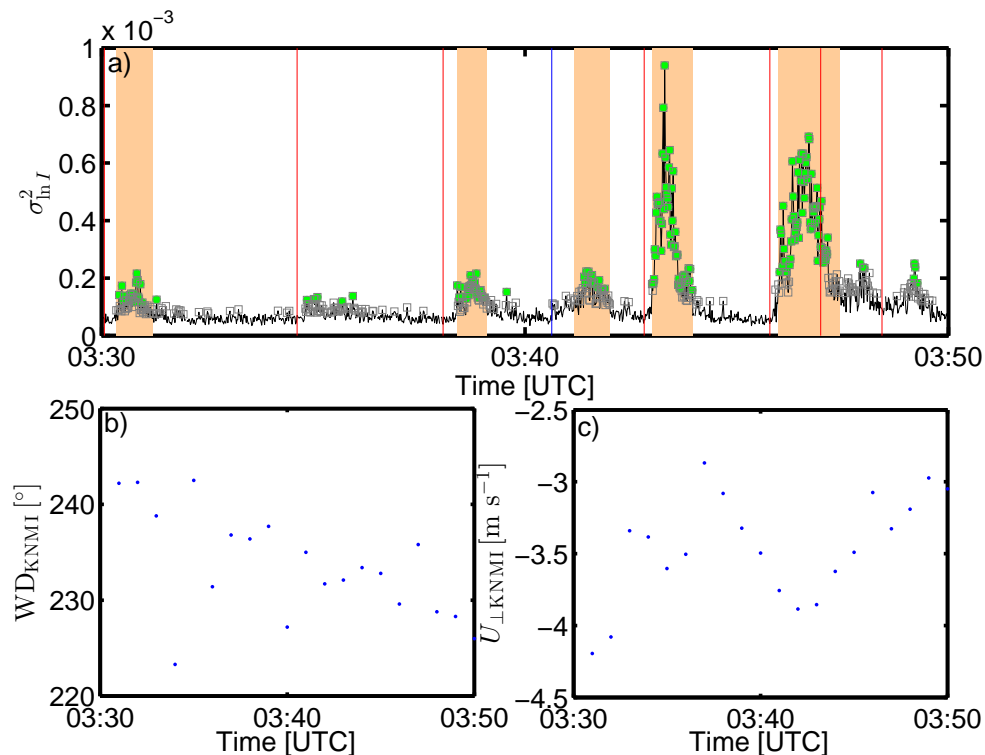 x 10⁻³
a)
1
0.8
0.6
0.4
0.2
0
σ²ln I
03:30
03:40
03:50
Time [UTC]
b)
250
240
230
220
WD_KNMI [°]
03:30
03:40
03:50
Time [UTC]
c)
−2.5
−3
−3.5
−4
−4.5
U⊥KNMI [m s⁻¹]
03:30
03:40
03:50
Time [UTC]